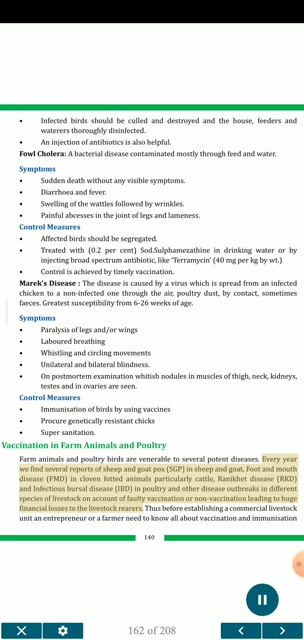 • Infected birds should be culled and destroyed and the house, feeders and
waterers thoroughly disinfected.
• An injection of antibiotics is also helpful.
Fowl Cholera: A bacterial disease contaminated mostly through feed and water.
Symptoms
• Sudden death without any visible symptoms.
• Diarrhoea and fever.
• Swelling of the wattles followed by wrinkles.
• Painful abcesses in the joint of legs and lameness.
Control Measures
• Affected birds should be segregated.
• Treated with (0.2 per cent) Sod.Sulphamezathine in drinking water or by
injecting broad spectrum antibiotic, like 'Terramycin' (40 mg per kg by wt.)
• Control is achieved by timely vaccination.
Marek's Disease : The disease is caused by a virus which is spread from an infected
chicken to a non-infected one through the air, poultry dust, by contact, sometimes
faeces. Greatest susceptibility from 6-26 weeks of age.
Symptoms
• Paralysis of legs and/or wings
• Laboured breathing
• Whistling and circling movements
• Unilateral and bilateral blindness.
• On postmortem examination whitish nodules in muscles of thigh, neck, kidneys,
testes and in ovaries are seen.
Control Measures
• Immunisation of birds by using vaccines
• Procure genetically resistant chicks
• Super sanitation.
Vaccination in Farm Animals and Poultry
Farm animals and poultry birds are venerable to several potent diseases. Every year
we find several reports of sheep and goat pox (SGP) in sheep and goat, Foot and mouth
disease (FMD) in cloven fotted animals particularly cattle, Ranikhet disease (RKD)
and Infectious bursal disease (IBD) in poultry and other disease outbreaks in different
species of livestock on account of faulty vaccination or non-vaccination leading to huge
financial losses to the livestock rearers. Thus before establishing a commercial livestock
unit an entrepreneur or a farmer need to know all about vaccination and immunisation
140
162 of 208